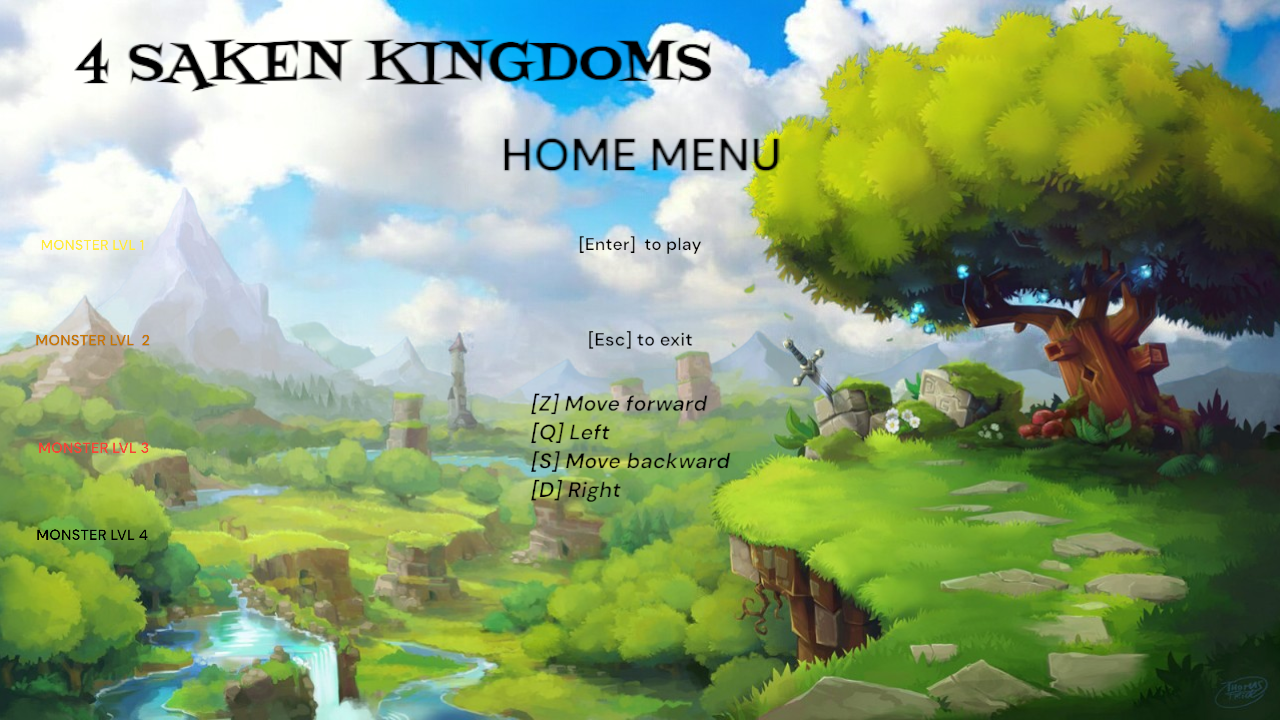 4 SAKEN KINGDOMS
HOME MENU
MONSTER LVL 1
[Enter] to play
MONSTER LVL 2
[Esc] to exit
[Z] Move forward
[Q] Left
MONSTER LVL 3
[S] Move backward
[D] Right
MONSTER LVL 4